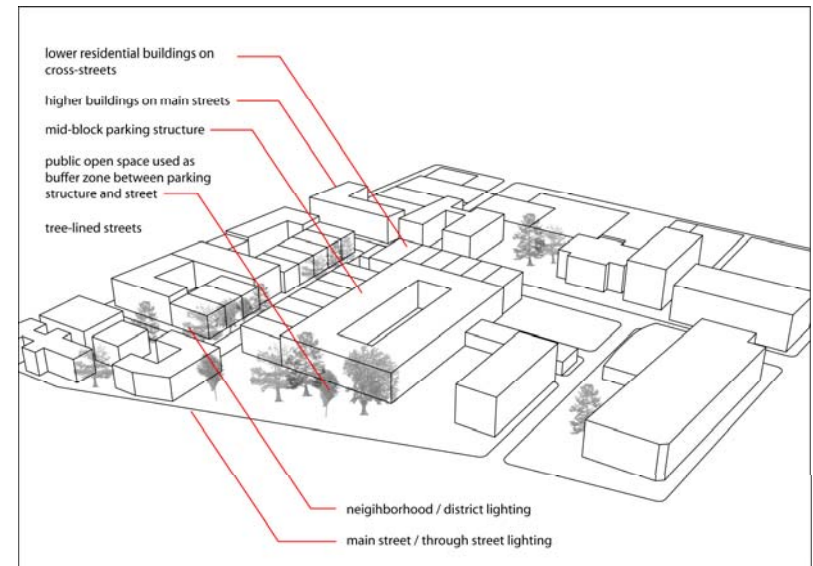 lower residential buildings on
cross-streets
higher buildings on main streets
mid-block parking structure
public open space used as
buffer zone between parking
structure and street
tree-lined streets
neigihborhood / district lighting
main street / through street lighting